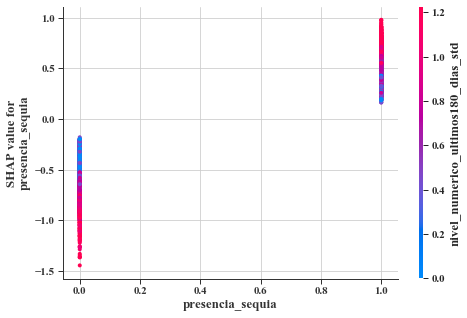 1.0
0.5
0.0
−0.5
−1.0
−1.5
SHAP value for
presencia_sequia
0.0 0.2 0.4 0.6 0.8 1.0
presencia_sequia
1.2
1.0
0.8
0.6
0.4
0.2
0.0
nivel_numerico_ultimos180_dias_std